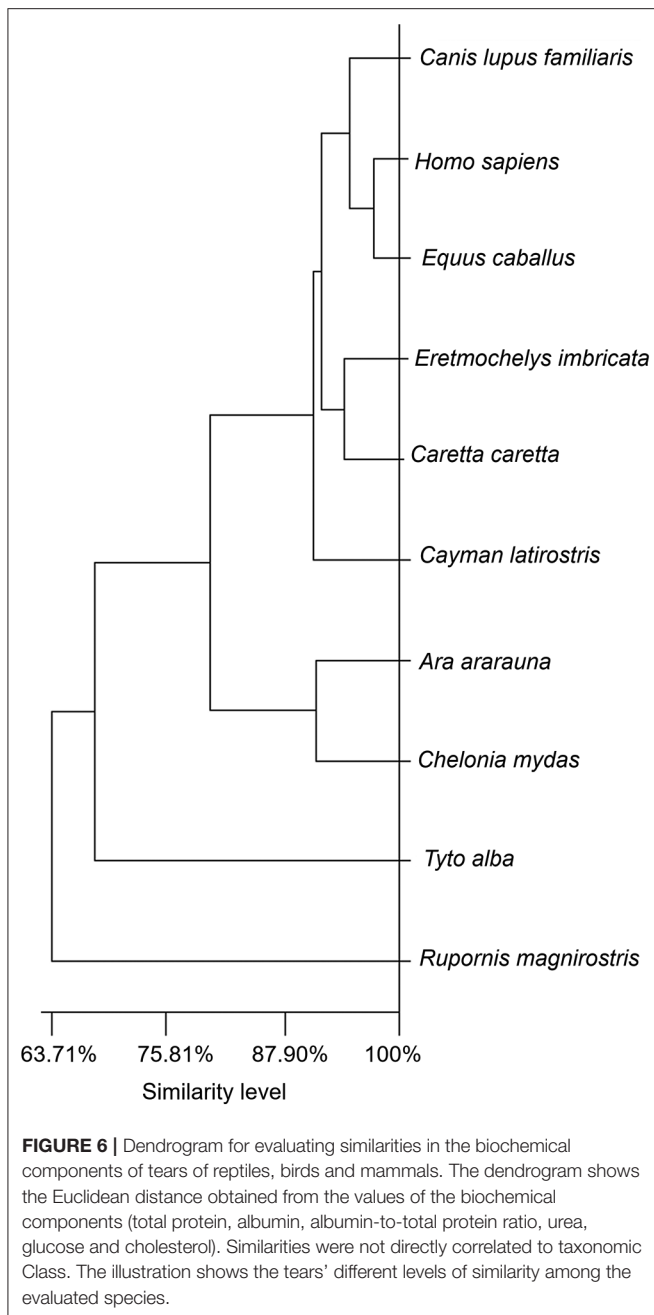 Canis lupus familiaris
Homo sapiens
Equus caballus
Eretmochelys imbricata
Caretta caretta
Cayman latirostris
Ara ararauna
Chelonia mydas
Tyto alba
Rupornis magnirostris
63.71% 75.81% 87.90% 100%
Similarity level
FIGURE 6 | Dendrogram for evaluating similarities in the biochemical
components of tears of reptiles, birds and mammals. The dendrogram shows
the Euclidean distance obtained from the values of the biochemical
components (total protein, albumin, albumin-to-total protein ratio, urea,
glucose and cholesterol). Similarities were not directly correlated to taxonomic
Class. The illustration shows the tears' different levels of similarity among the
evaluated species.